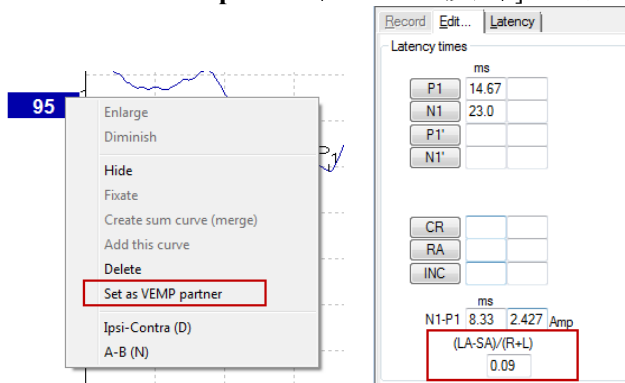 Record Edit... Latency
Latency times
ms
P1 14.67
N1 23.0
P1'
N1'
CR
RA
INC
ms
N1-P1 8.33 2.427 Amp
(LA-SA)/(R+L)
0.09
95
Enlarge
Diminish
Hide
Fixate
Create sum curve (merge)
Add this curve
Delete
Set as VEMP partner
Ipsi-Contra (D)
A-B (N)
P1